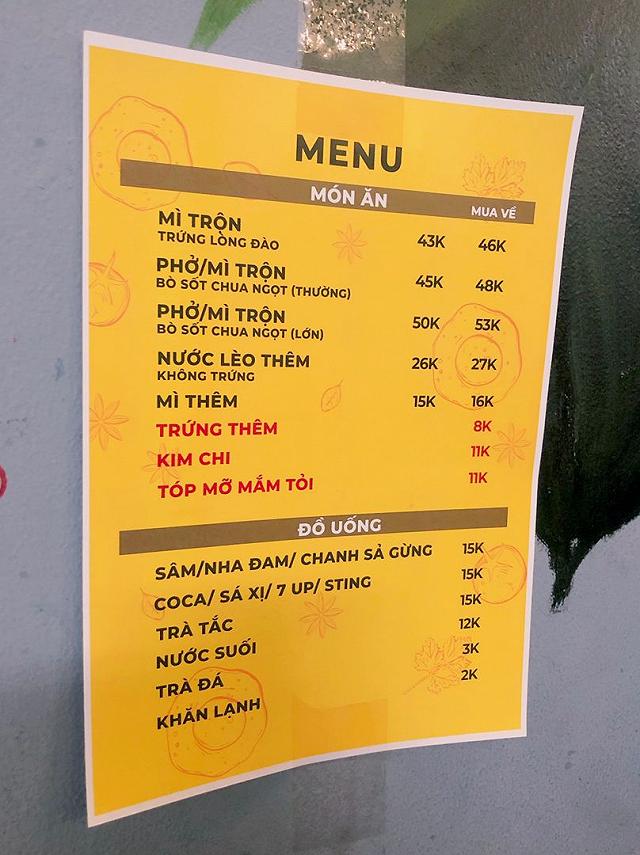 MENU
MÓN ĂN
MUA VỀ
MÌ TRỘN 43K 46K
TRỨNG LÒNG ĐÀO
PHỞ/MÌ TRỘN 45K 48K
BÒ SỐT CHUA NGỌT (THƯỜNG)
PHỞ/MÌ TRỘN 50K 53K
BÒ SỐT CHUA NGỌT (LỚN)
NƯỚC LÈO THÊM 26K 27K
KHÔNG TRỨNG
MÌ THÊM 15K 16K
TRỨNG THÊM 8K
KIM CHI 11K
TÓP MỠ MẮM TỎI 11K
ĐỒ UỐNG
SÂM/NHA ĐAM/ CHANH SẢ GỪNG 15K
COCA/ SÁ XỊ/ 7 UP/ STING 15K
TRÀ TẮC 15K
NƯỚC SUỐI 12K
TRÀ ĐÁ 3K
KHĂN LẠNH 2K